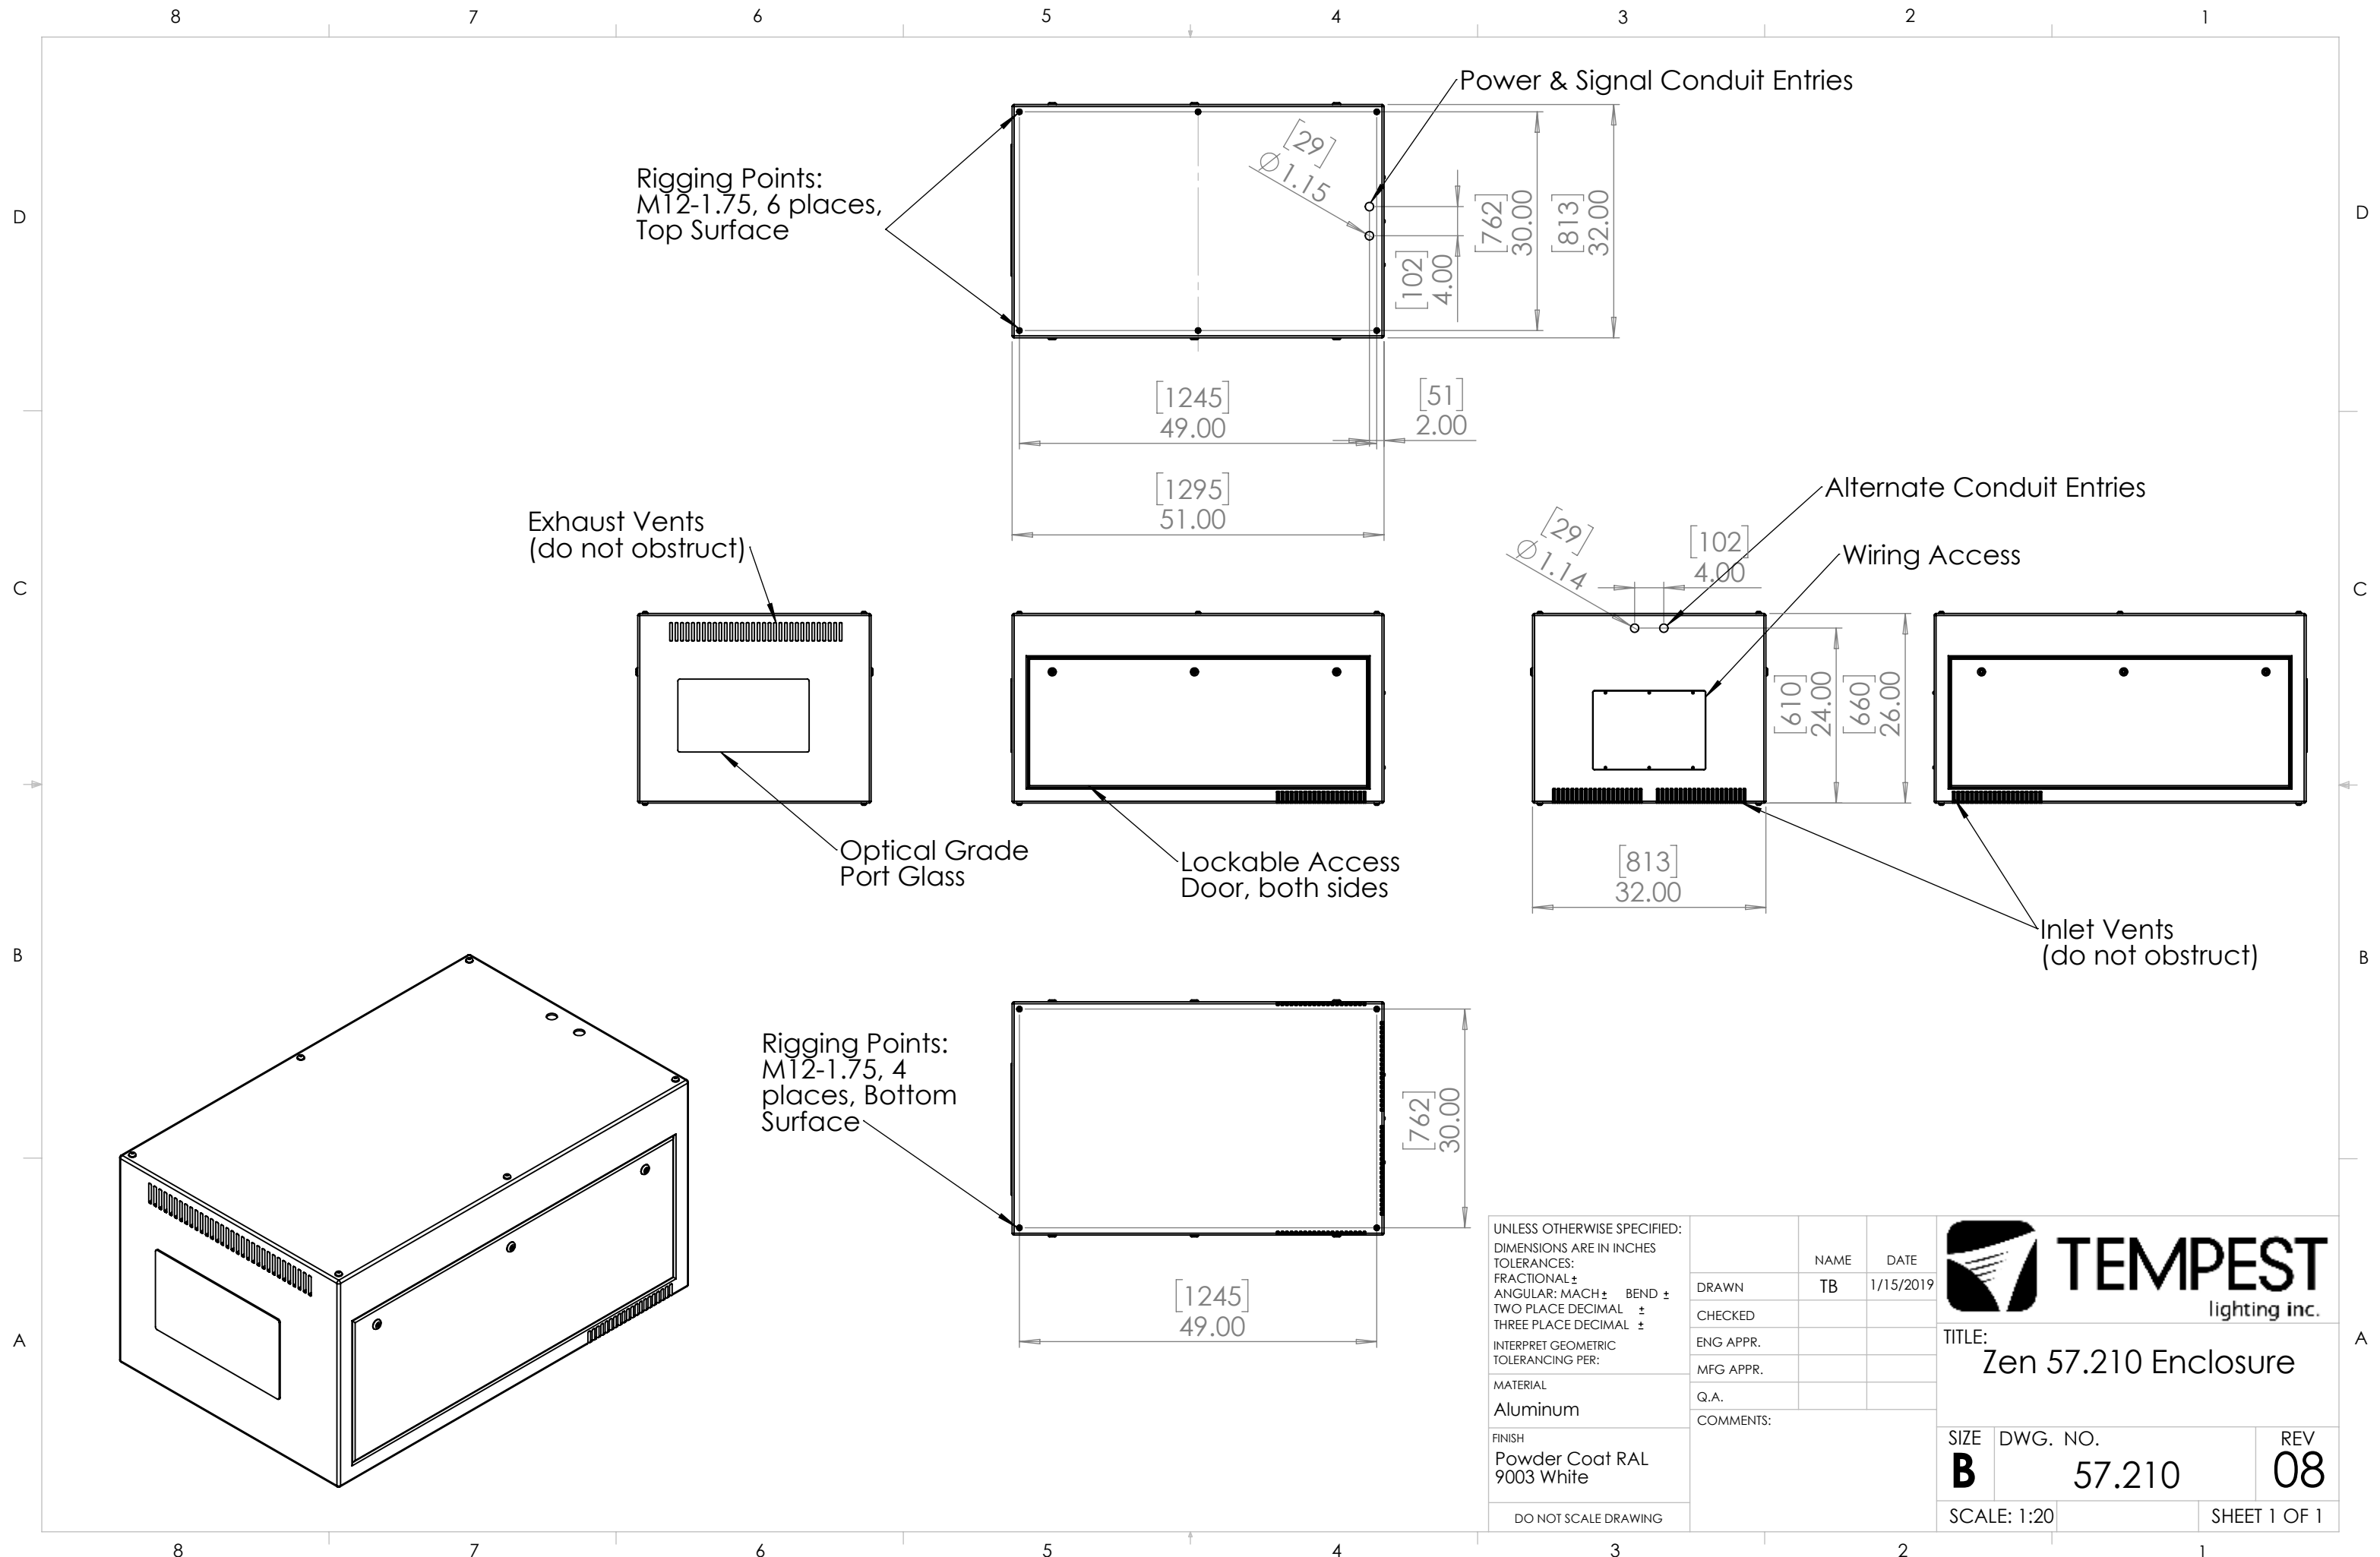 8 7 6 5 4 3 2 1
Power & Signal Conduit Entries
Rigging Points:
M12-1.75, 6 places,
Top Surface
[29]
∅1.15
[762]
30.00
[813]
32.00
[102]
4.00
D
D
[1245]
49.00
[51]
2.00
[1295]
51.00
Exhaust Vents
(do not obstruct)
Alternate Conduit Entries
[29]
∅1.14
[102]
4.00
Wiring Access
C
C
[610]
24.00
[660]
26.00
Optical Grade
Port Glass
Lockable Access
Door, both sides
[813]
32.00
Inlet Vents
(do not obstruct)
B
B
Rigging Points:
M12-1.75, 4
places, Bottom
Surface
[762]
30.00
[1245]
49.00
A
A
UNLESS OTHERWISE SPECIFIED:
DIMENSIONS ARE IN INCHES
TOLERANCES:
FRACTIONAL ±
ANGULAR: MACH ± BEND ±
TWO PLACE DECIMAL ±
THREE PLACE DECIMAL ±
INTERPRET GEOMETRIC
TOLERANCING PER:
MATERIAL
Aluminum
FINISH
Powder Coat RAL
9003 White
DO NOT SCALE DRAWING
NAME DATE
DRAWN TB 1/15/2019
CHECKED
ENG APPR.
MFG APPR.
Q.A.
COMMENTS:
TEMPEST
lighting inc.
TITLE:
Zen 57.210 Enclosure
SIZE DWG. NO. REV
B 57.210 08
SCALE: 1:20 SHEET 1 OF 1
8 7 6 5 4 3 2 1